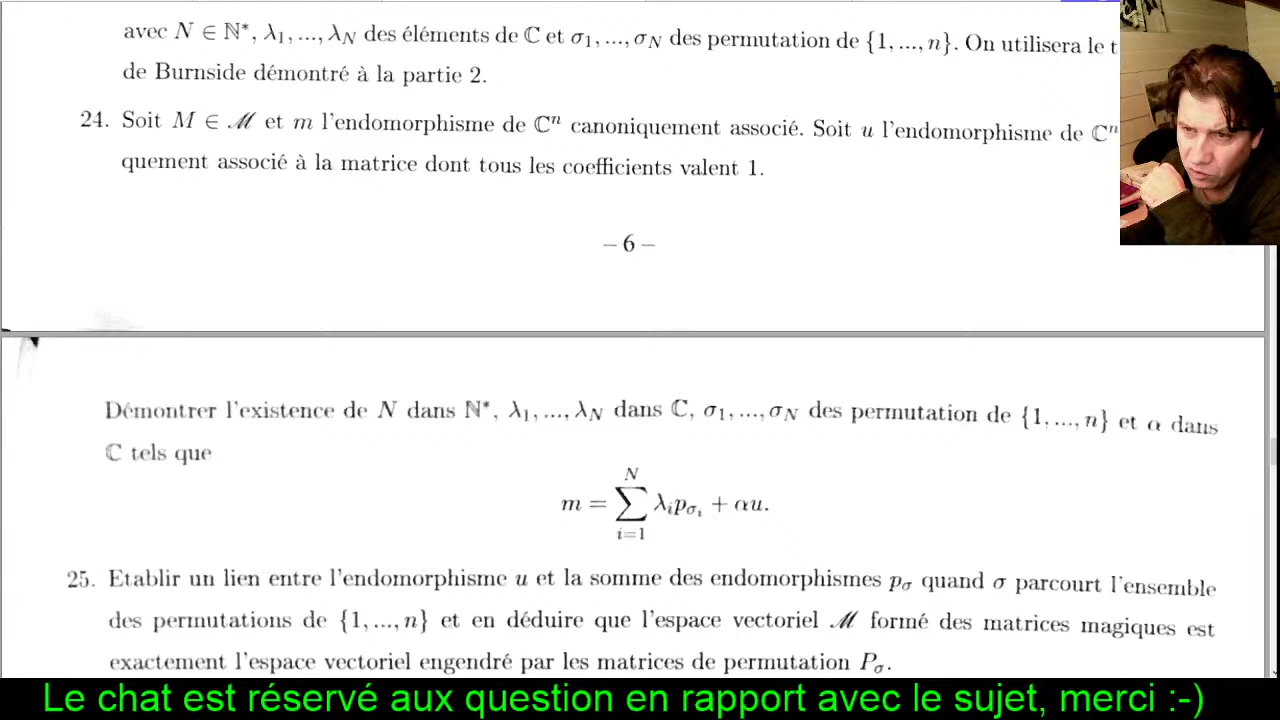 avec N ∈ ℕ*, λ₁, ..., λ_N des éléments de ℂ et σ₁, ..., σ_N des permutation de {1, ..., n}. On utilisera le
de Burnside démontré à la partie 2.
24. Soit M ∈ ℳ et m l'endomorphisme de ℂⁿ canoniquement associé. Soit u l'endomorphisme de ℂⁿ
quement associé à la matrice dont tous les coefficients valent 1.
– 6 –
Démontrer l'existence de N dans ℕ*, λ₁, ..., λ_N dans ℂ, σ₁, ..., σ_N des permutation de {1, ..., n} et α dans
ℂ tels que
m = ∑_{i=1}^{N} λ_i p_{σ_i} + αu.
25. Etablir un lien entre l'endomorphisme u et la somme des endomorphismes p_σ quand σ parcourt l'ensemble
des permutations de {1, ..., n} et en déduire que l'espace vectoriel ℳ formé des matrices magiques est
exactement l'espace vectoriel engendré par les matrices de permutation P_σ.
Le chat est réservé aux question en rapport avec le sujet, merci :-)